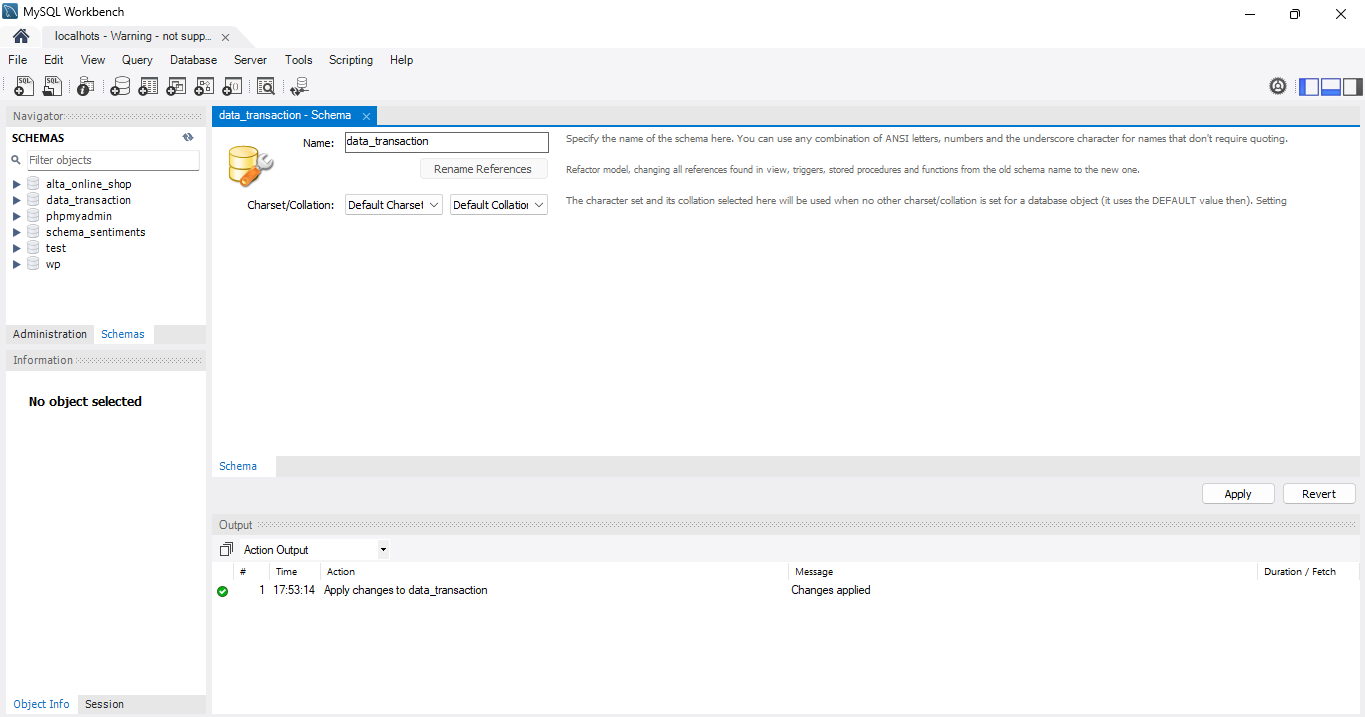 MySQL Workbench
localhots - Warning - not supp...
File Edit View Query Database Server Tools Scripting Help
Navigator
SCHEMAS
Filter objects
alta_online_shop
data_transaction
phpmyadmin
schema_sentiments
test
wp
Administration Schemas
Information
No object selected
Object Info Session
data_transaction - Schema
Name: data_transaction Specify the name of the schema here. You can use any combination of ANSI letters, numbers and the underscore character for names that don't require quoting.
Rename References Refactor model, changing all references found in view, triggers, stored procedures and functions from the old schema name to the new one.
Charset/Collation: Default Charset Default Collation The character set and its collation selected here will be used when no other charset/collation is set for a database object (it uses the DEFAULT value then). Setting
Schema
Apply Revert
Output
Action Output
# Time Action Message Duration / Fetch
1 17:53:14 Apply changes to data_transaction Changes applied